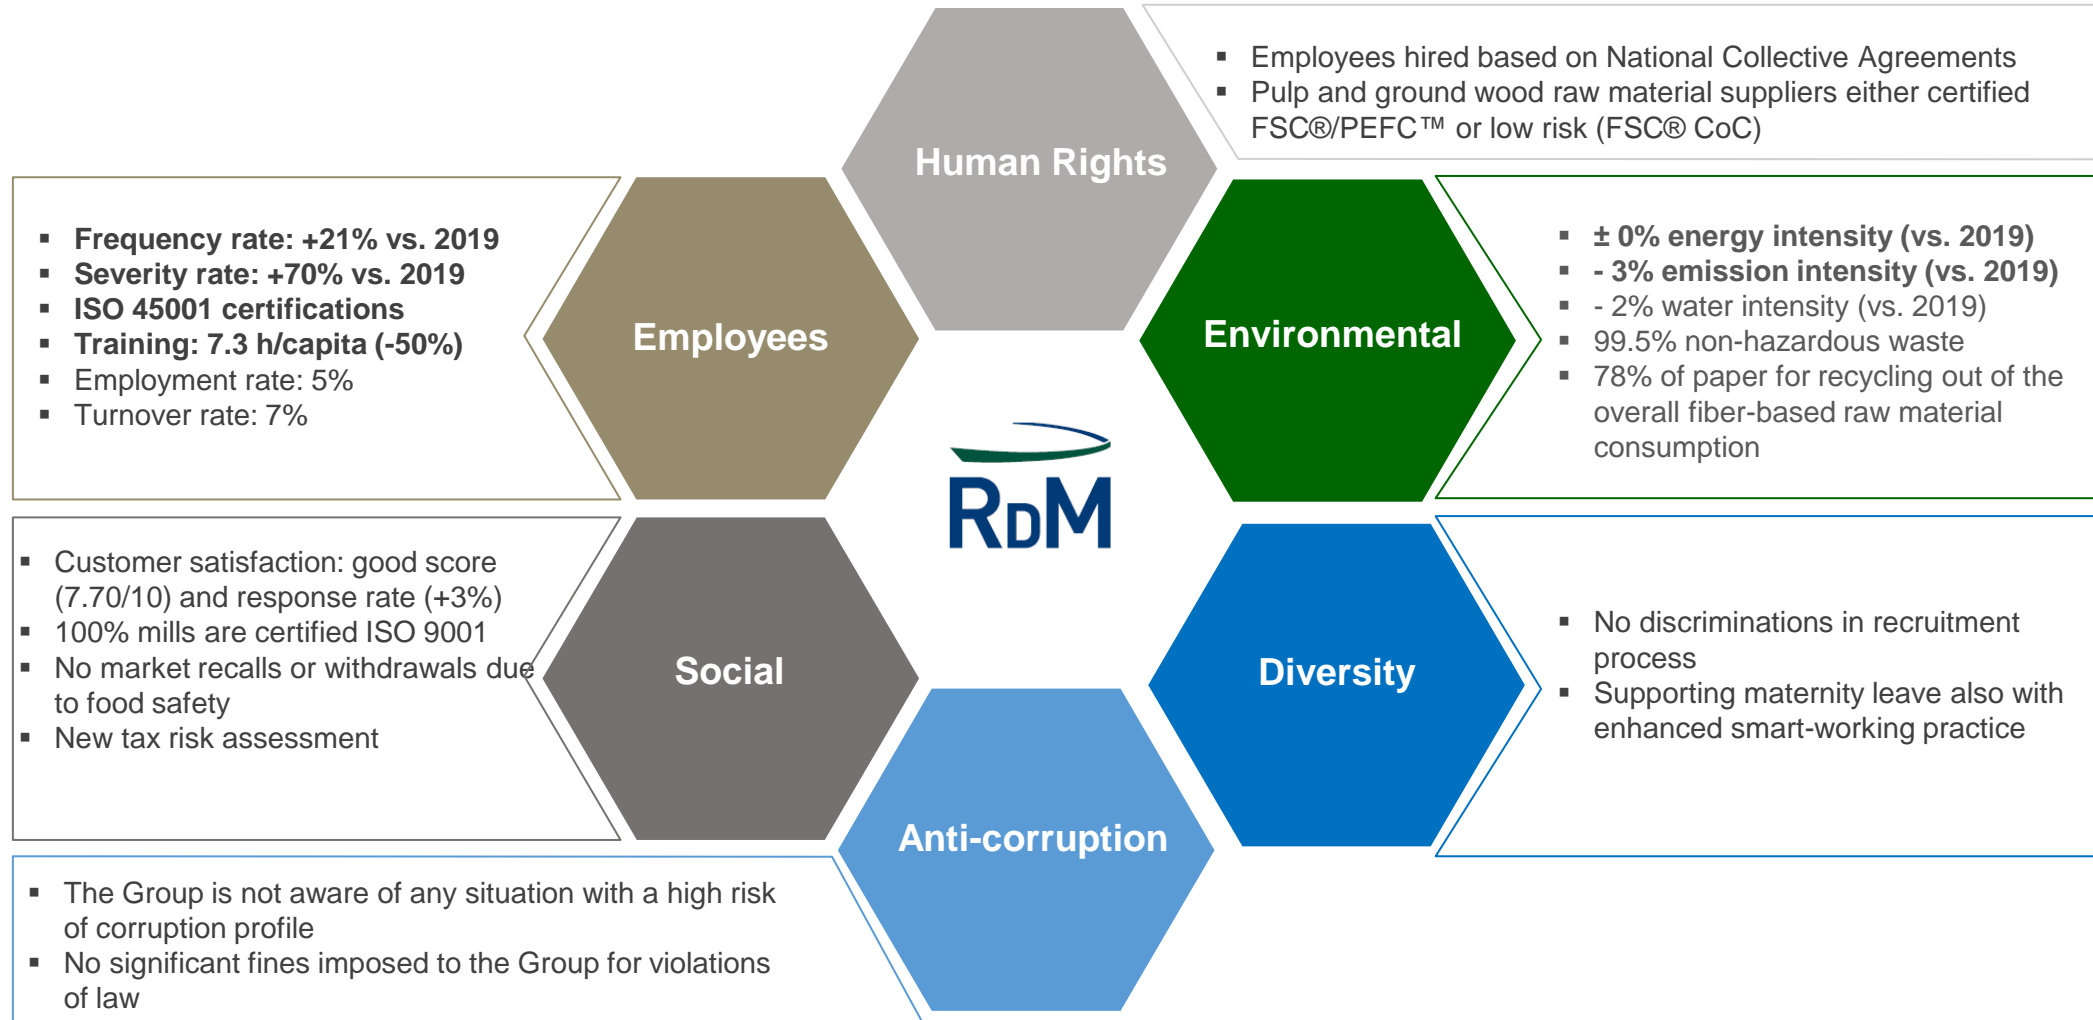 Human Rights
▪ Employees hired based on National Collective Agreements
▪ Pulp and ground wood raw material suppliers either certified
FSC®/PEFC™ or low risk (FSC® CoC)
Employees
▪ Frequency rate: +21% vs. 2019
▪ Severity rate: +70% vs. 2019
▪ ISO 45001 certifications
▪ Training: 7.3 h/capita (-50%)
▪ Employment rate: 5%
▪ Turnover rate: 7%
Environmental
▪ ± 0% energy intensity (vs. 2019)
▪ - 3% emission intensity (vs. 2019)
▪ - 2% water intensity (vs. 2019)
▪ 99.5% non-hazardous waste
▪ 78% of paper for recycling out of the
overall fiber-based raw material
consumption
RDM
Social
▪ Customer satisfaction: good score
(7.70/10) and response rate (+3%)
▪ 100% mills are certified ISO 9001
▪ No market recalls or withdrawals due
to food safety
▪ New tax risk assessment
Diversity
▪ No discriminations in recruitment
process
▪ Supporting maternity leave also with
enhanced smart-working practice
Anti-corruption
▪ The Group is not aware of any situation with a high risk
of corruption profile
▪ No significant fines imposed to the Group for violations
of law